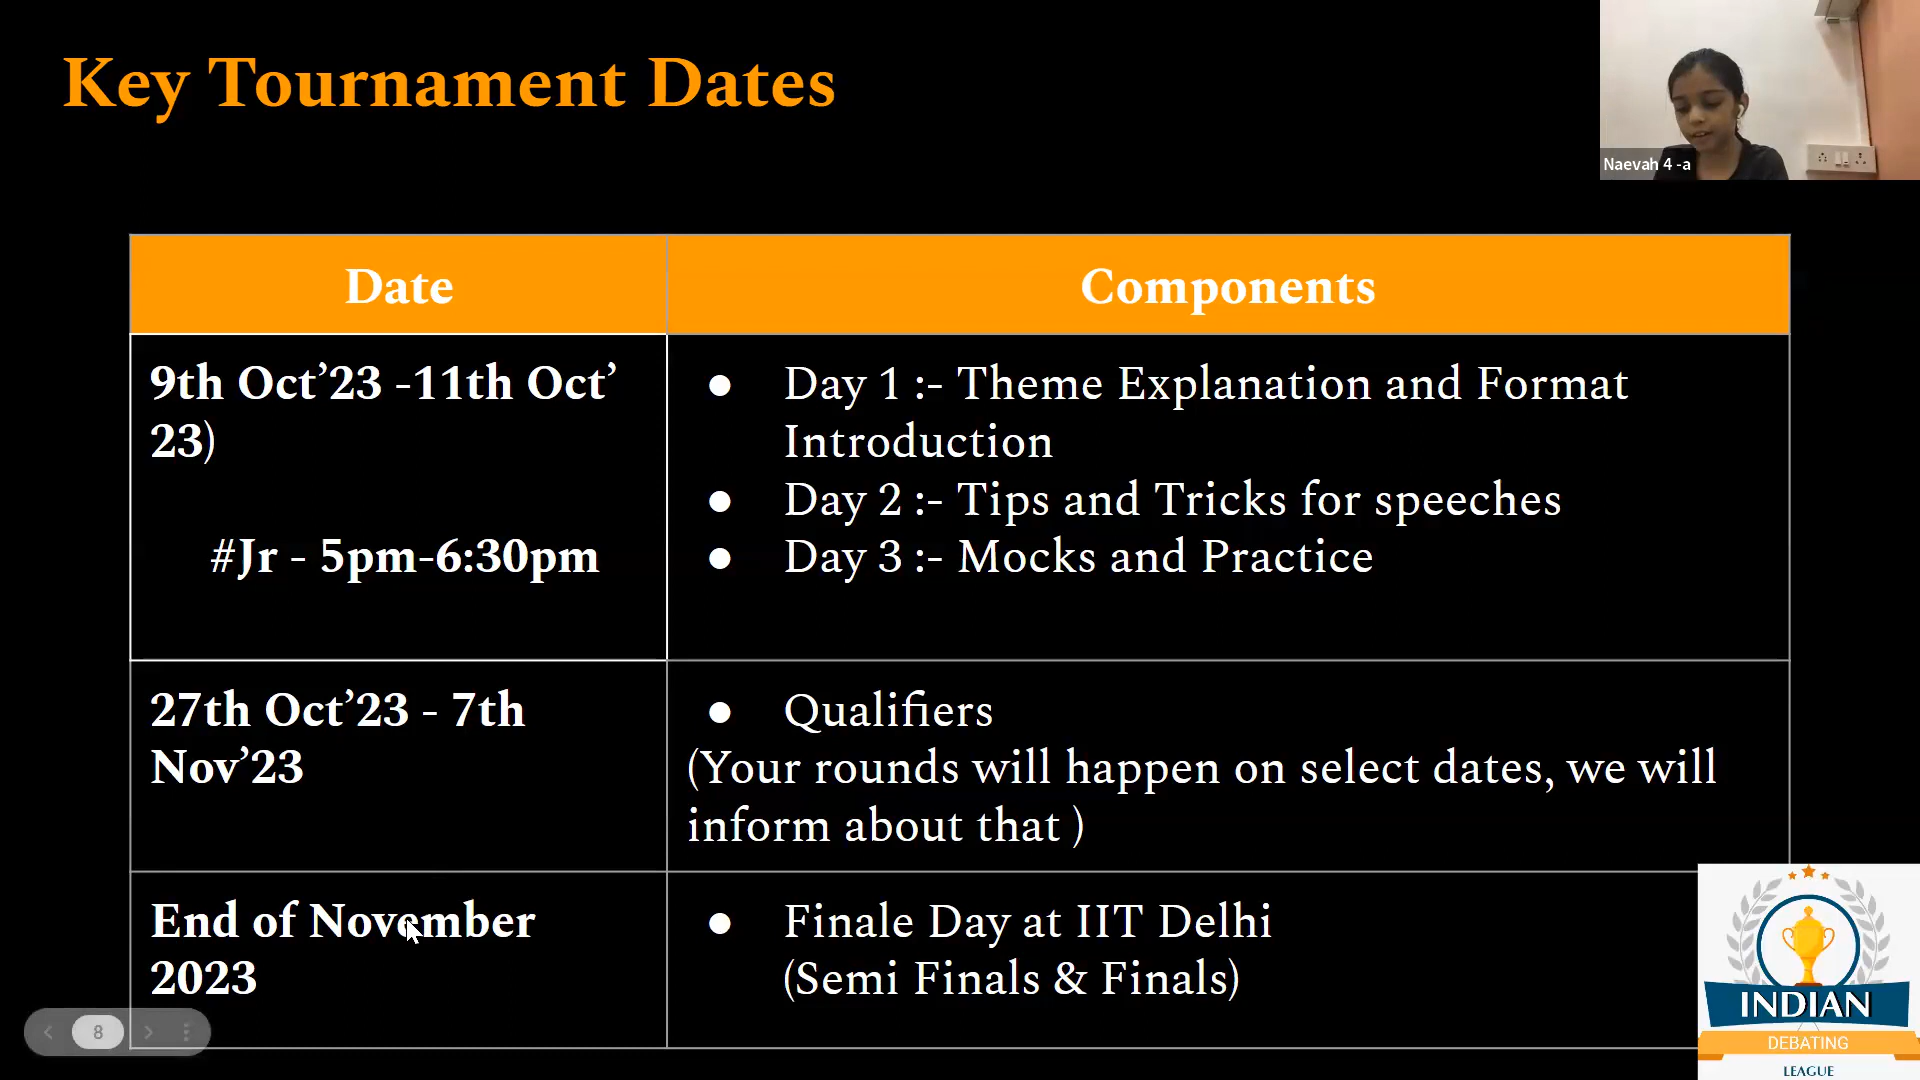 Key Tournament Dates
Naevah 4 -a
Date
Components
9th Oct’23 -11th Oct’
23)
#Jr - 5pm-6:30pm
● Day 1 :- Theme Explanation and Format
Introduction
● Day 2 :- Tips and Tricks for speeches
● Day 3 :- Mocks and Practice
27th Oct’23 - 7th
Nov’23
● Qualifiers
(Your rounds will happen on select dates, we will
inform about that )
End of November
2023
● Finale Day at IIT Delhi
(Semi Finals & Finals)
8
INDIAN
DEBATING
LEAGUE